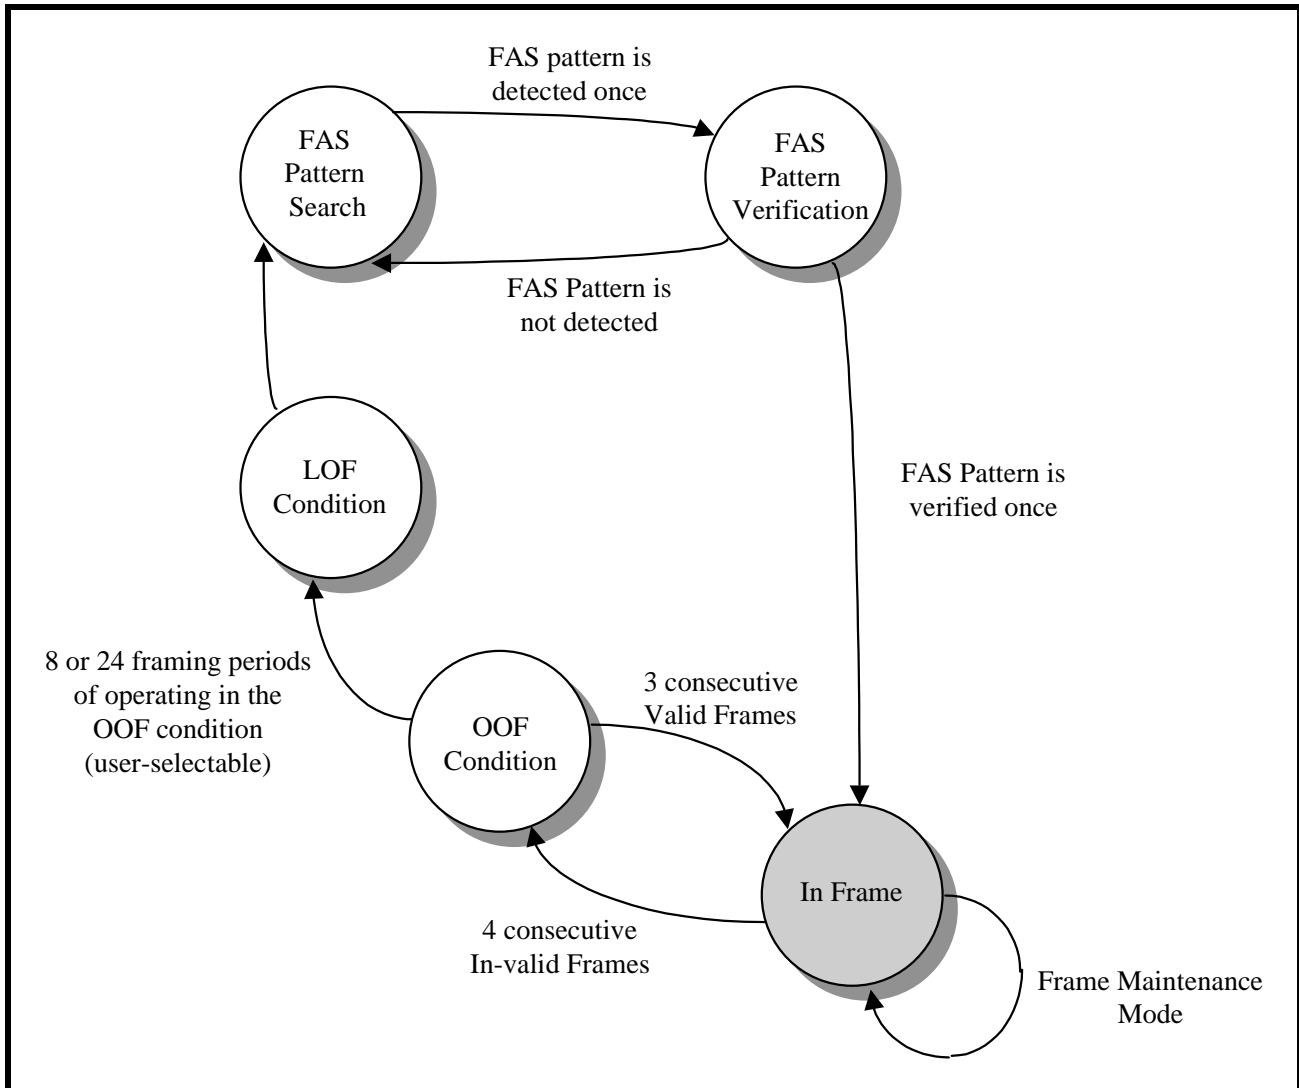 FAS pattern is
detected once
FAS
Pattern
Search
FAS
Pattern
Verification
FAS Pattern is
not detected
LOF
Condition
FAS Pattern is
verified once
8 or 24 framing periods
of operating in the
OOF condition
(user-selectable)
3 consecutive
Valid Frames
OOF
Condition
In Frame
4 consecutive
In-valid Frames
Frame Maintenance
Mode